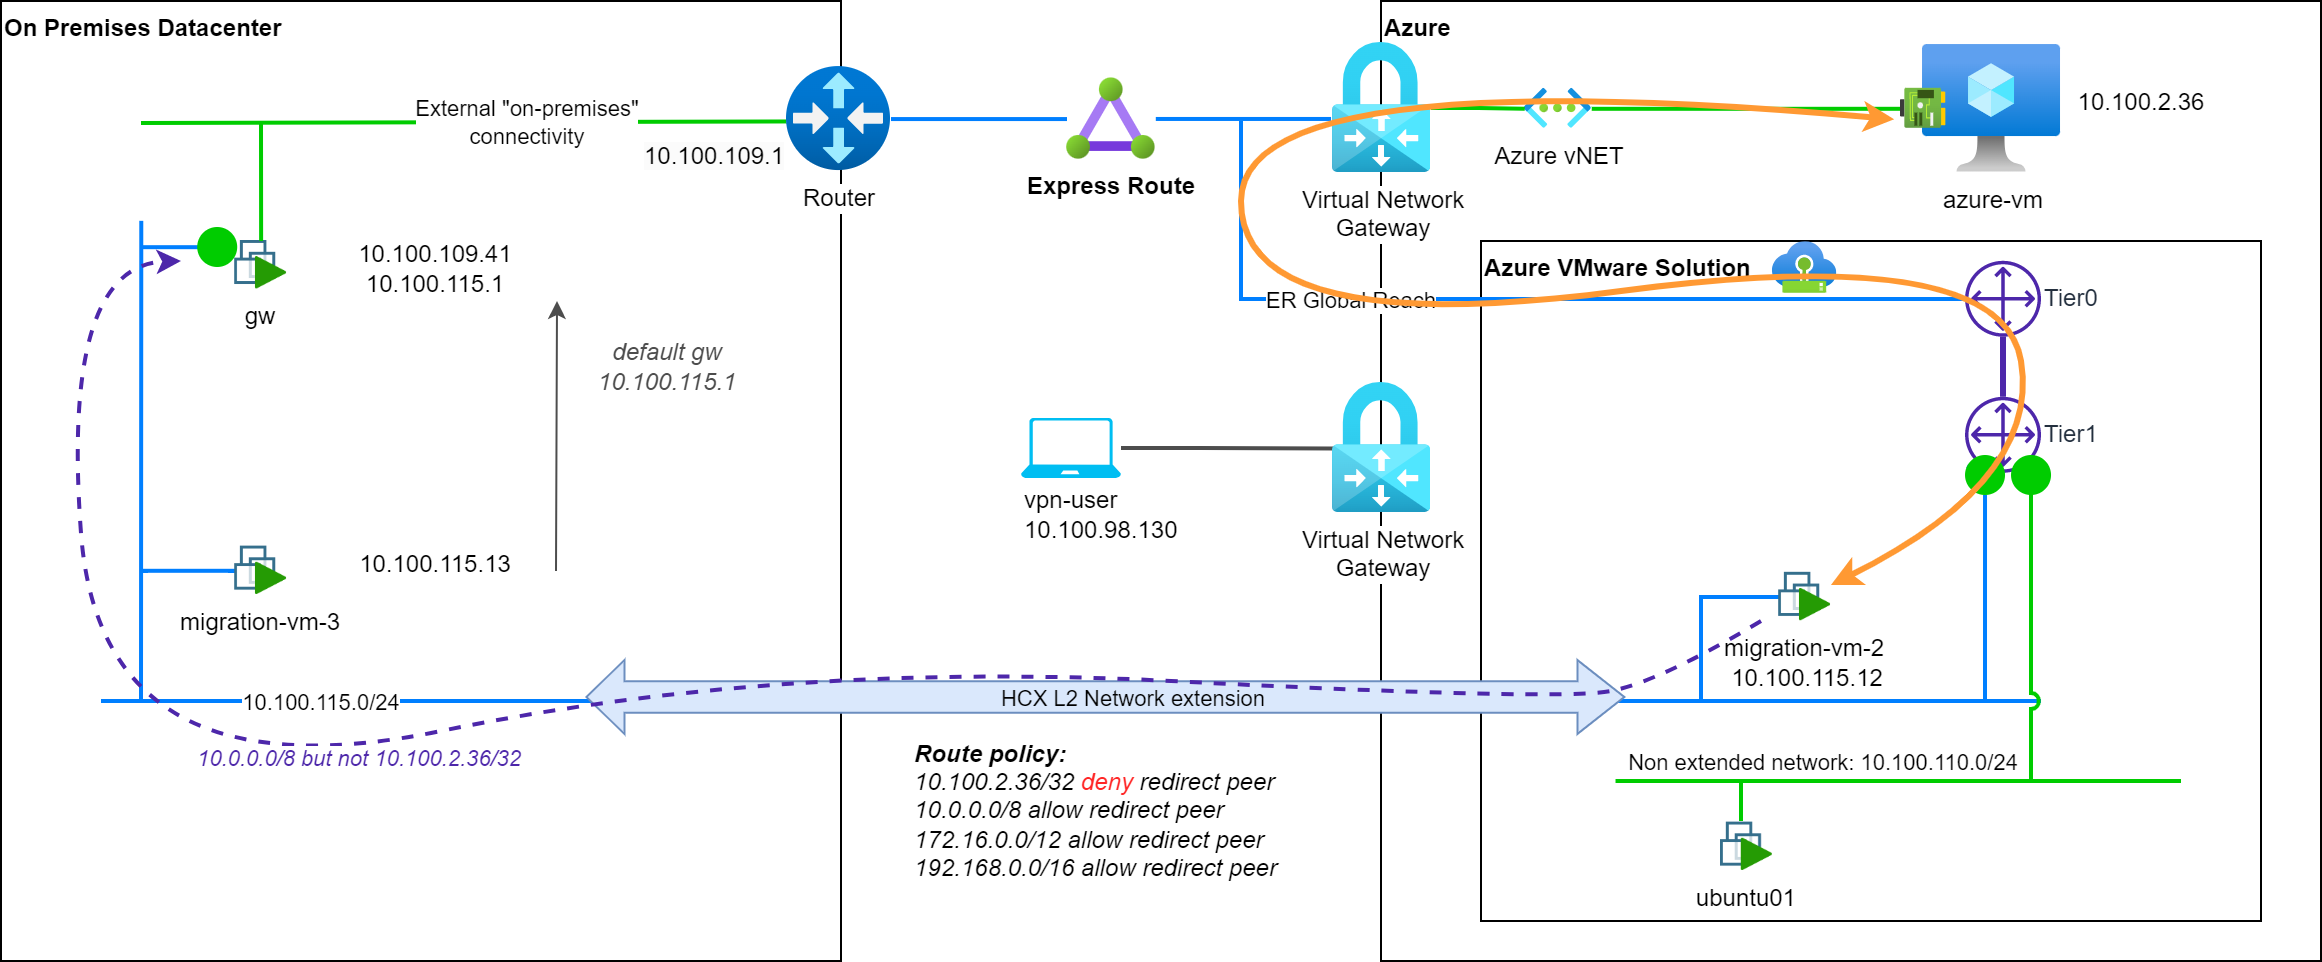 On Premises Datacenter
External "on-premises"
connectivity
10.100.109.1
Router
10.100.109.41
10.100.115.1
gw
default gw
10.100.115.1
10.100.115.13
migration-vm-3
10.100.115.0/24
10.0.0.0/8 but not 10.100.2.36/32
Express Route
Azure
Virtual Network
Gateway
Azure vNET
10.100.2.36
azure-vm
ER Global Reach
Azure VMware Solution
Tier0
Tier1
vpn-user
10.100.98.130
Virtual Network
Gateway
migration-vm-2
10.100.115.12
HCX L2 Network extension
Route policy:
10.100.2.36/32 deny redirect peer
10.0.0.0/8 allow redirect peer
172.16.0.0/12 allow redirect peer
192.168.0.0/16 allow redirect peer
Non extended network: 10.100.110.0/24
ubuntu01